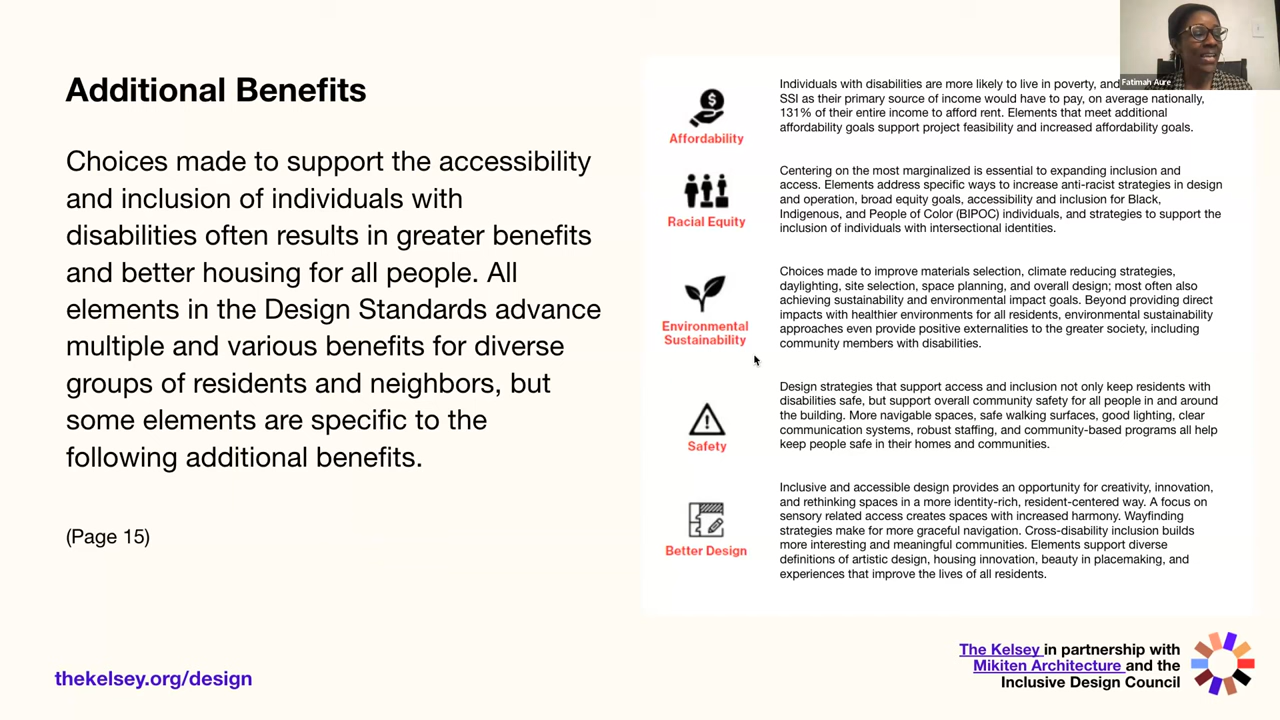 Additional Benefits
Choices made to support the accessibility
and inclusion of individuals with
disabilities often results in greater benefits
and better housing for all people. All
elements in the Design Standards advance
multiple and various benefits for diverse
groups of residents and neighbors, but
some elements are specific to the
following additional benefits.
(Page 15)
thekelsey.org/design
Fatimah Aure
Affordability
Individuals with disabilities are more likely to live in poverty, and
SSI as their primary source of income would have to pay, on average nationally,
131% of their entire income to afford rent. Elements that meet additional
affordability goals support project feasibility and increased affordability goals.
Racial Equity
Centering on the most marginalized is essential to expanding inclusion and
access. Elements address specific ways to increase anti-racist strategies in design
and operation, broad equity goals, accessibility and inclusion for Black,
Indigenous, and People of Color (BIPOC) individuals, and strategies to support the
inclusion of individuals with intersectional identities.
Environmental
Sustainability
Choices made to improve materials selection, climate reducing strategies,
daylighting, site selection, space planning, and overall design; most often also
achieving sustainability and environmental impact goals. Beyond providing direct
impacts with healthier environments for all residents, environmental sustainability
approaches even provide positive externalities to the greater society, including
community members with disabilities.
Safety
Design strategies that support access and inclusion not only keep residents with
disabilities safe, but support overall community safety for all people in and around
the building. More navigable spaces, safe walking surfaces, good lighting, clear
communication systems, robust staffing, and community-based programs all help
keep people safe in their homes and communities.
Better Design
Inclusive and accessible design provides an opportunity for creativity, innovation,
and rethinking spaces in a more identity-rich, resident-centered way. A focus on
sensory related access creates spaces with increased harmony. Wayfinding
strategies make for more graceful navigation. Cross-disability inclusion builds
more interesting and meaningful communities. Elements support diverse
definitions of artistic design, housing innovation, beauty in placemaking, and
experiences that improve the lives of all residents.
The Kelsey in partnership with
Mikiten Architecture and the
Inclusive Design Council